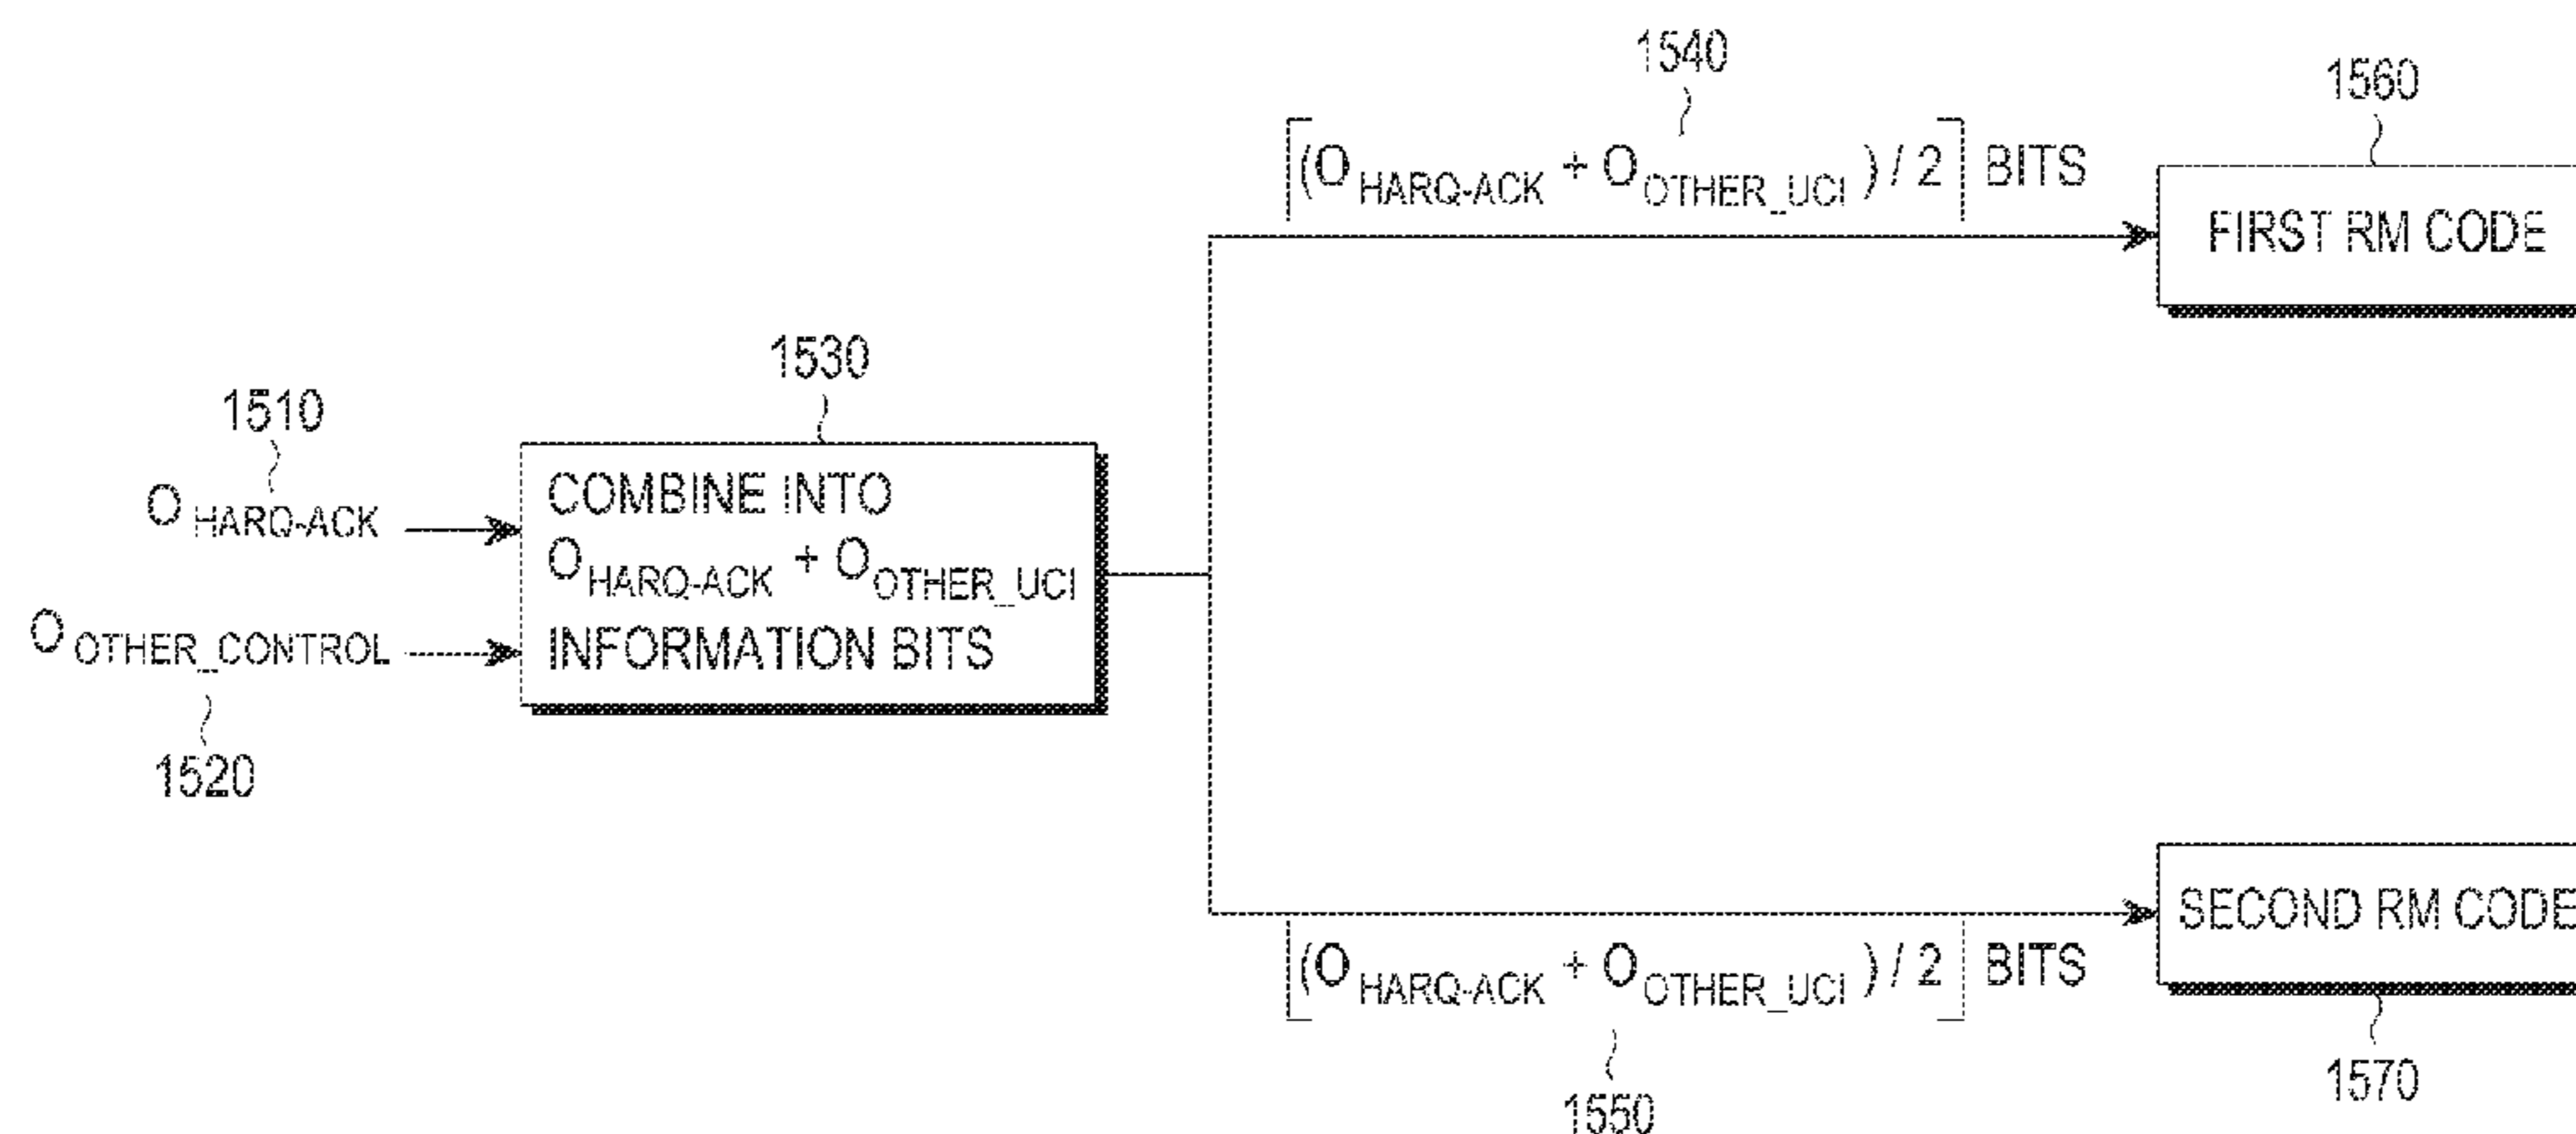 1540
1560
⌈(O HARQ-ACK + O OTHER_UCI ) / 2⌉ BITS
FIRST RM CODE
1530
1510
O HARQ-ACK
COMBINE INTO
O HARQ-ACK + O OTHER_UCI
INFORMATION BITS
O OTHER_CONTROL
1520
SECOND RM CODE
⌊(O HARQ-ACK + O OTHER_UCI ) / 2⌋ BITS
1570
1550